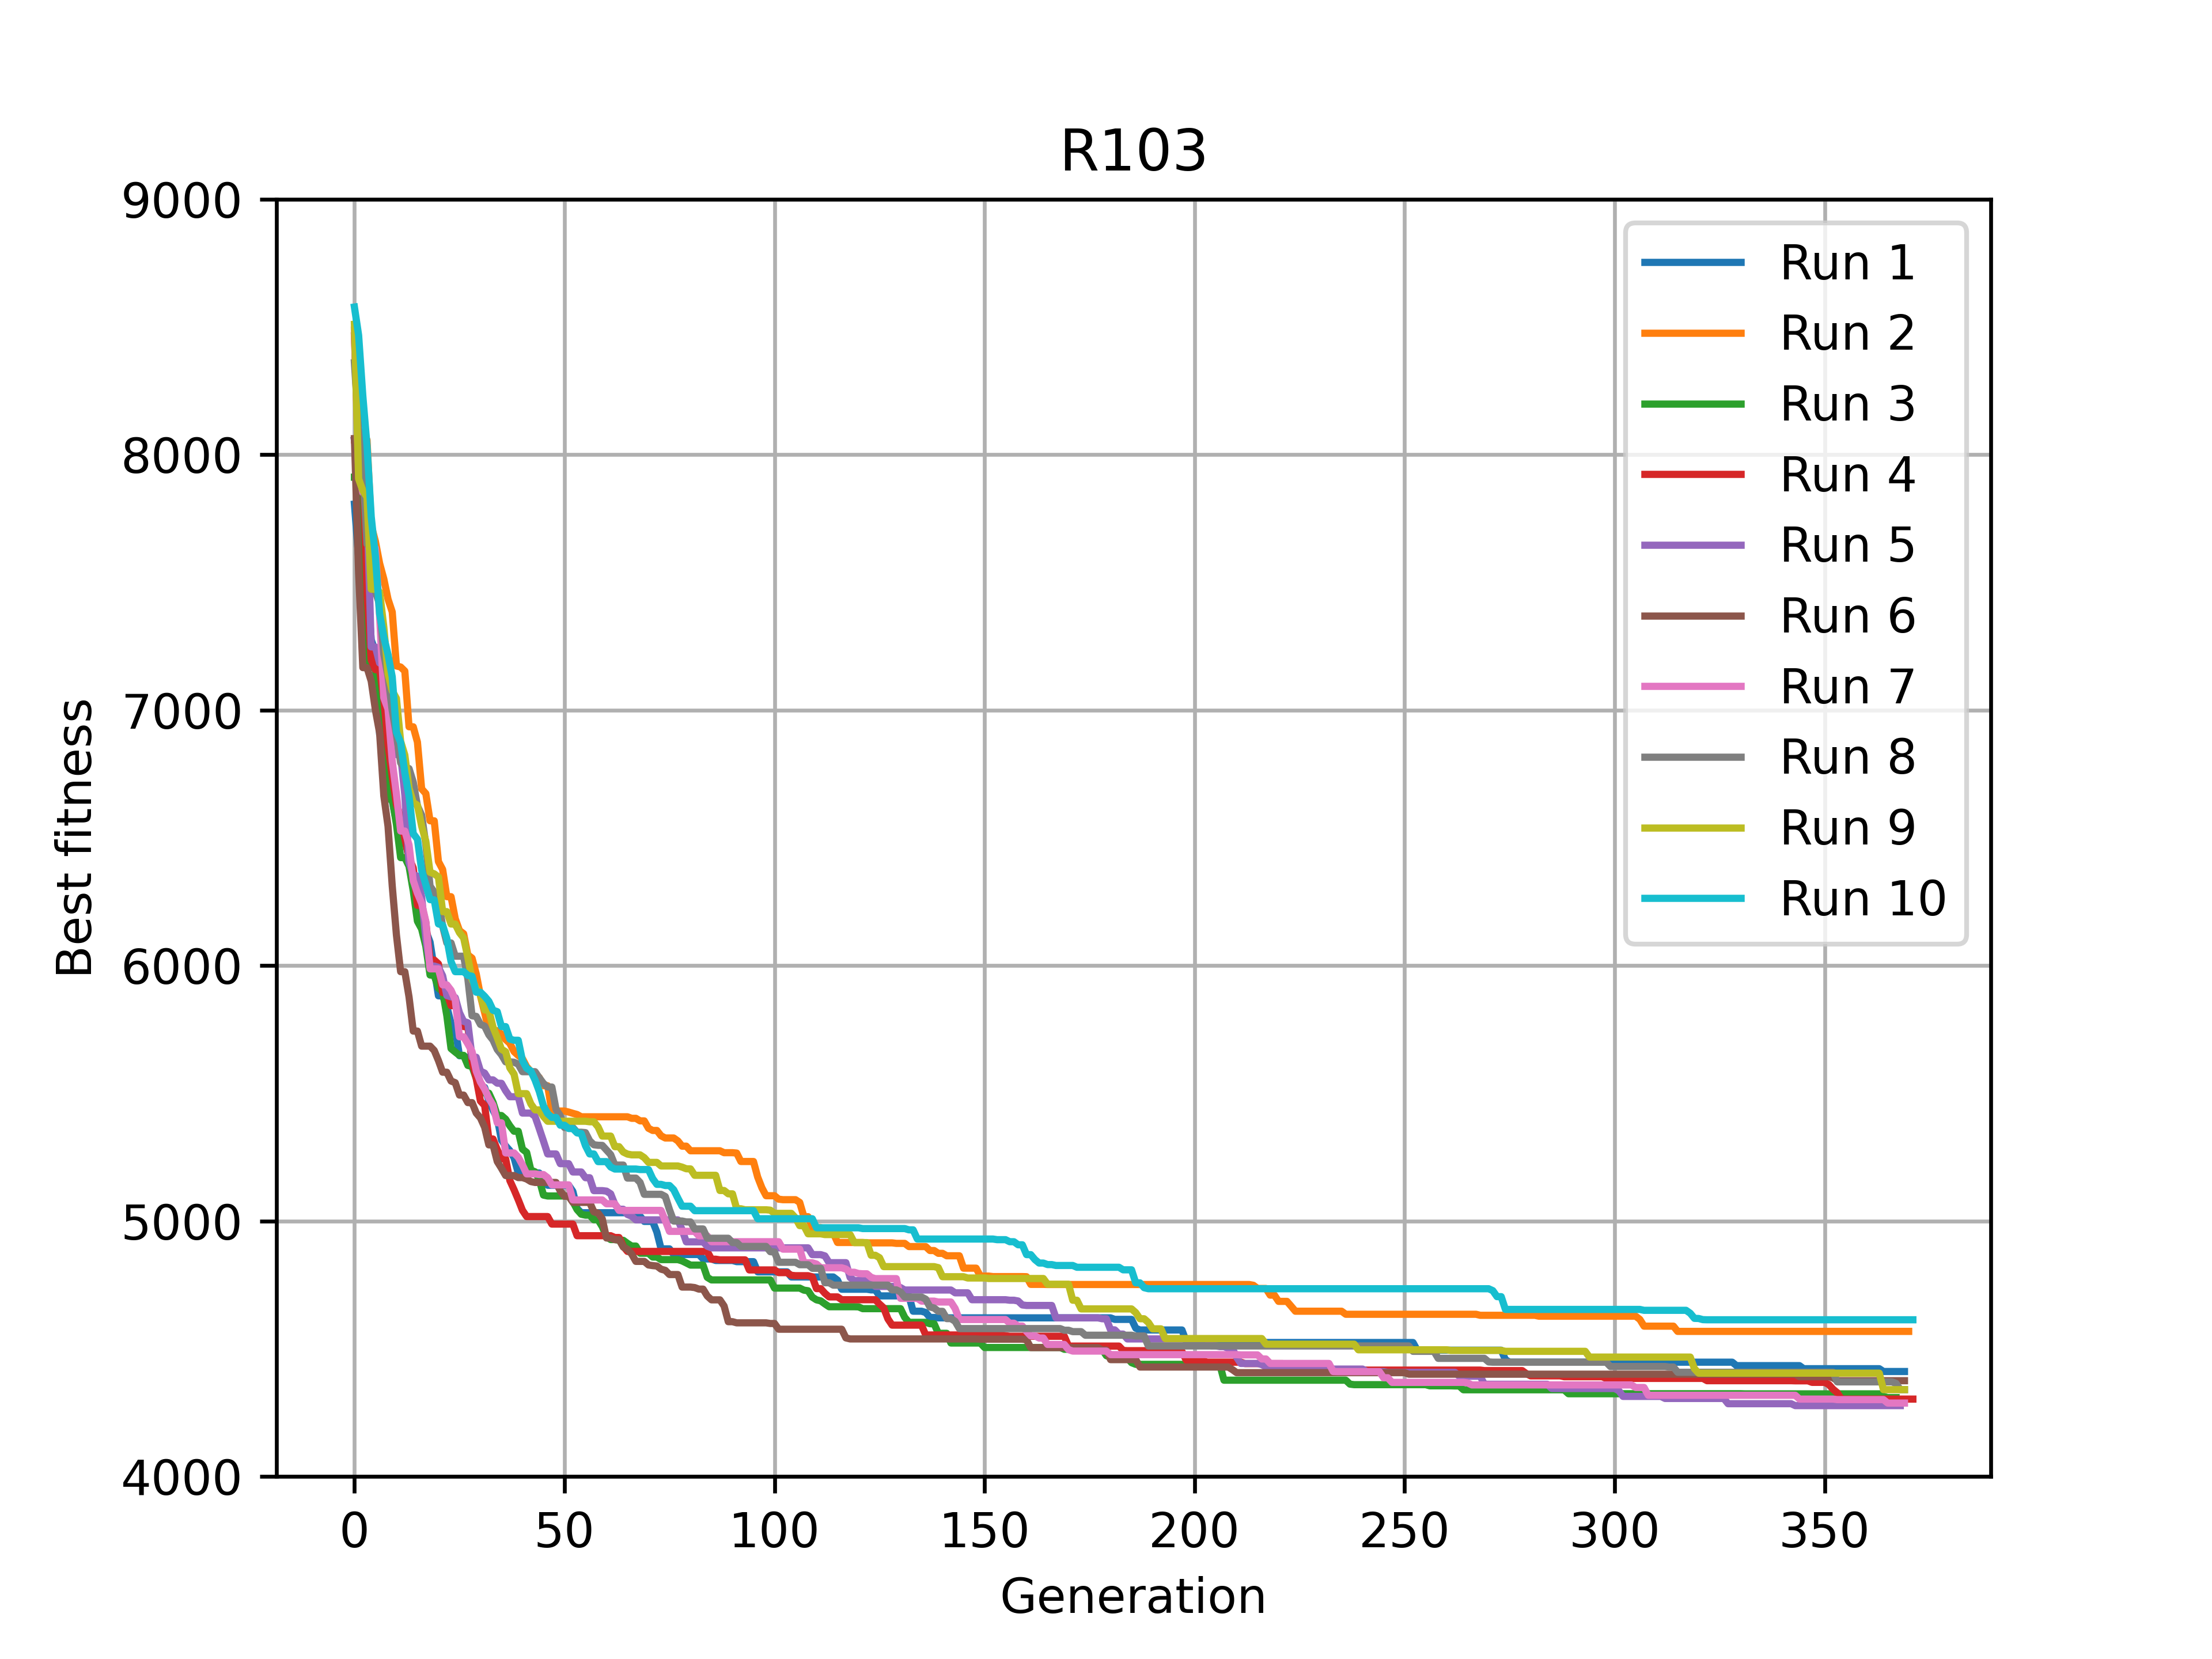 R103
9000
8000
7000
6000
5000
4000
Best fitness
0 50 100 150 200 250 300 350
Generation
Run 1
Run 2
Run 3
Run 4
Run 5
Run 6
Run 7
Run 8
Run 9
Run 10